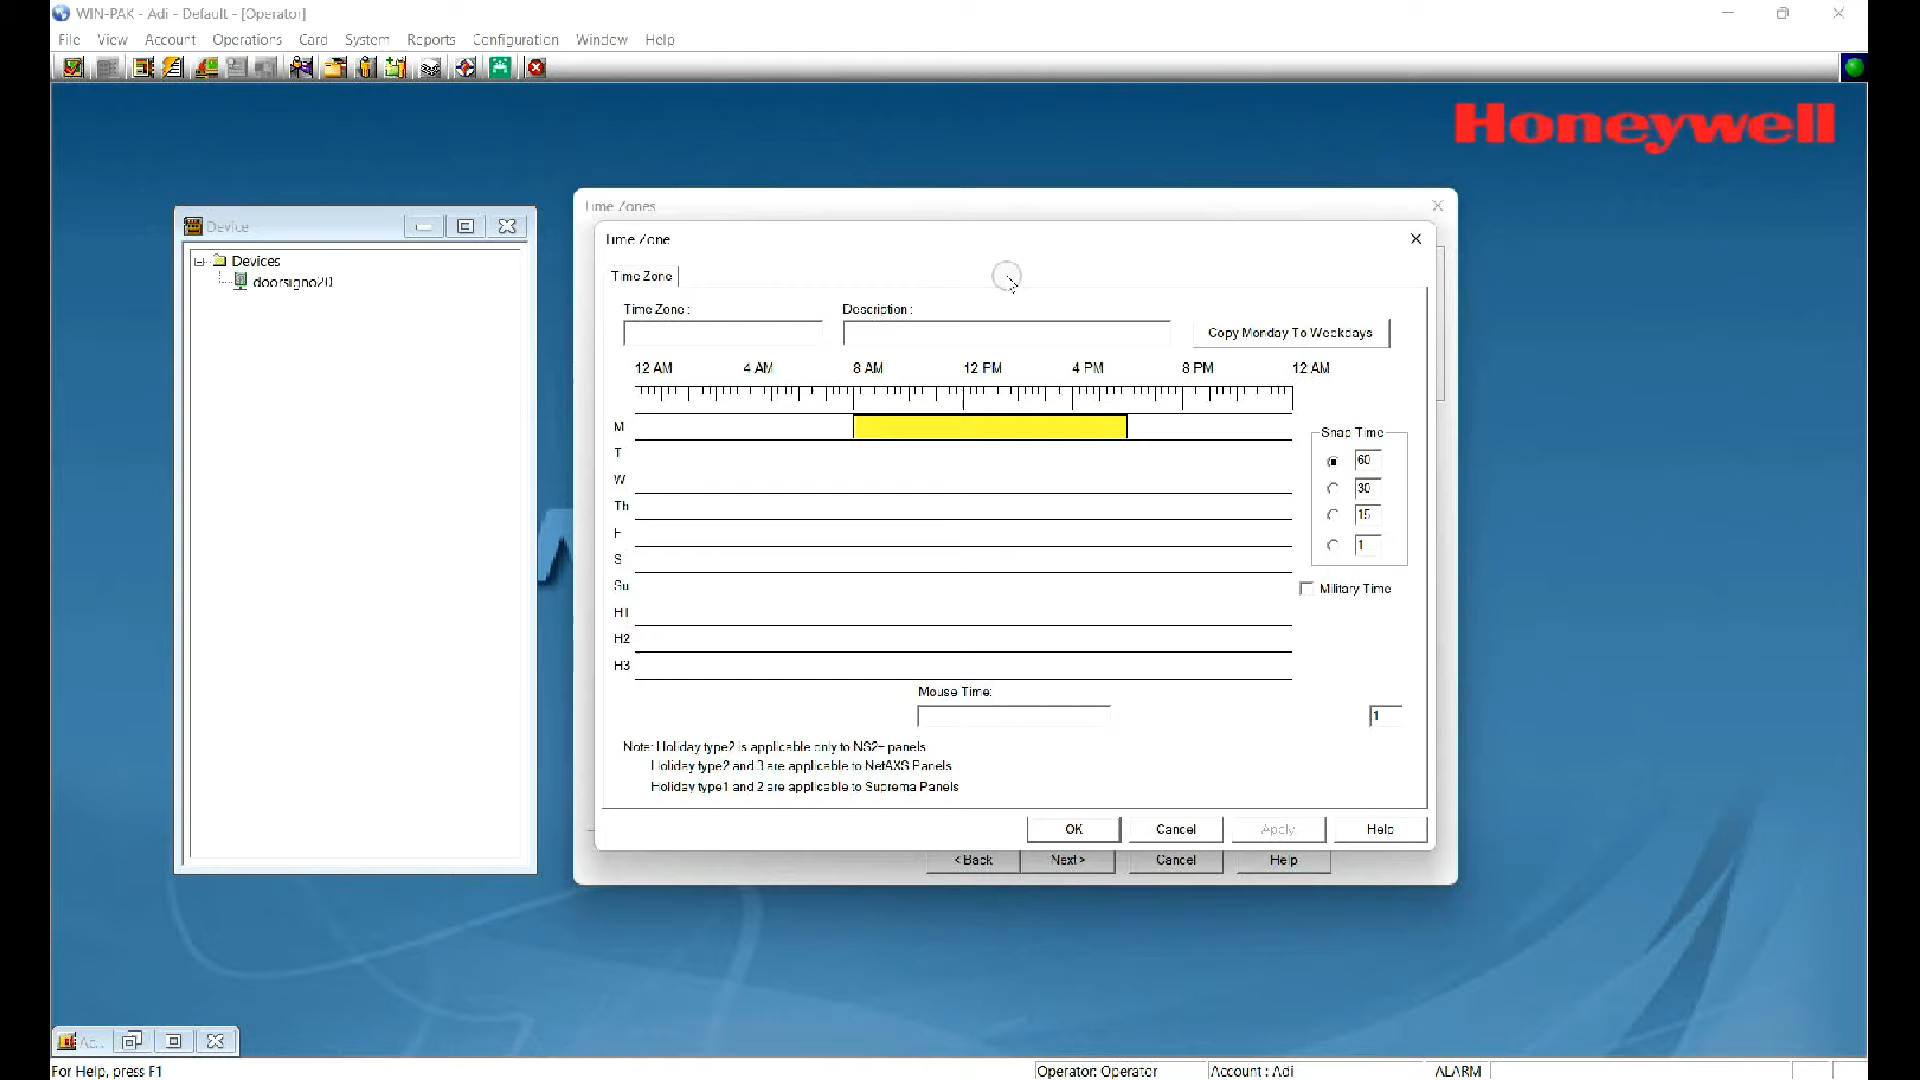 WIN-PAK - Adi - Default - [Operator]
File View Account Operations Card System Reports Configuration Window Help
Honeywell
Device
Devices
doorsigno20
Time Zones
Time Zone
Time Zone
Time Zone :
Description :
Copy Monday To Weekdays
12 AM 4 AM 8 AM 12 PM 4 PM 8 PM 12 AM
M
T
W
Th
F
S
Su
H1
H2
H3
Snap Time
60
30
15
1
Military Time
Mouse Time:
1
Note: Holiday type2 is applicable only to NS2+ panels
Holiday type2 and 3 are applicable to NetAXS Panels
Holiday type1 and 2 are applicable to Suprema Panels
OK Cancel Apply Help
<Back Next> Cancel Help
For Help, press F1
Operator: Operator
Account : Adi
ALARM